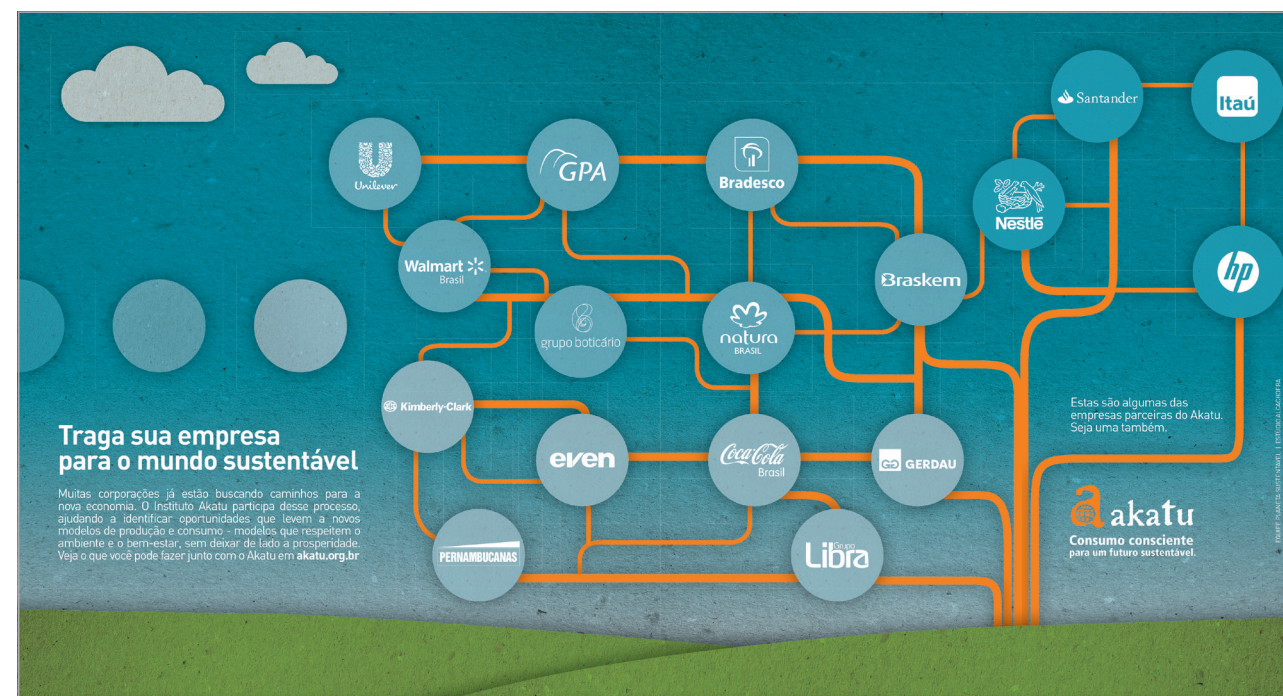 Santander
Itaú
Unilever
GPA
Bradesco
Nestlé
Walmart
Brasil
Braskem
hp
grupo boticário
natura
BRASIL
Kimberly-Clark
Estas são algumas das
empresas parceiras do Akatu.
Seja uma também.
Traga sua empresa
para o mundo sustentável
even
Coca-Cola
Brasil
GG GERDAU
Muitas corporações já estão buscando caminhos para a
nova economia. O Instituto Akatu participa desse processo,
ajudando a identificar oportunidades que levem a novos
modelos de produção e consumo - modelos que respeitem o
ambiente e o bem-estar, sem deixar de lado a prosperidade.
Veja o que você pode fazer junto com o Akatu em akatu.org.br
PERNAMBUCANAS
Grupo
Libra
a akatu
Consumo consciente
para um futuro sustentável.